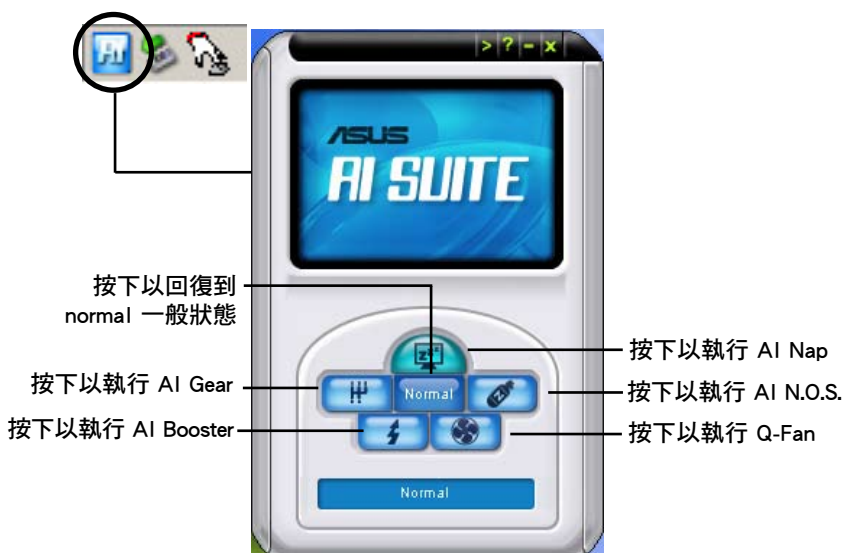 Ai
> ? - x
ASUS
AI SUITE
按下以回復到
normal 一般狀態
zzz
按下以執行 AI Nap
按下以執行 AI Gear
Normal
按下以執行 AI N.O.S.
按下以執行 AI Booster
按下以執行 Q-Fan
Normal